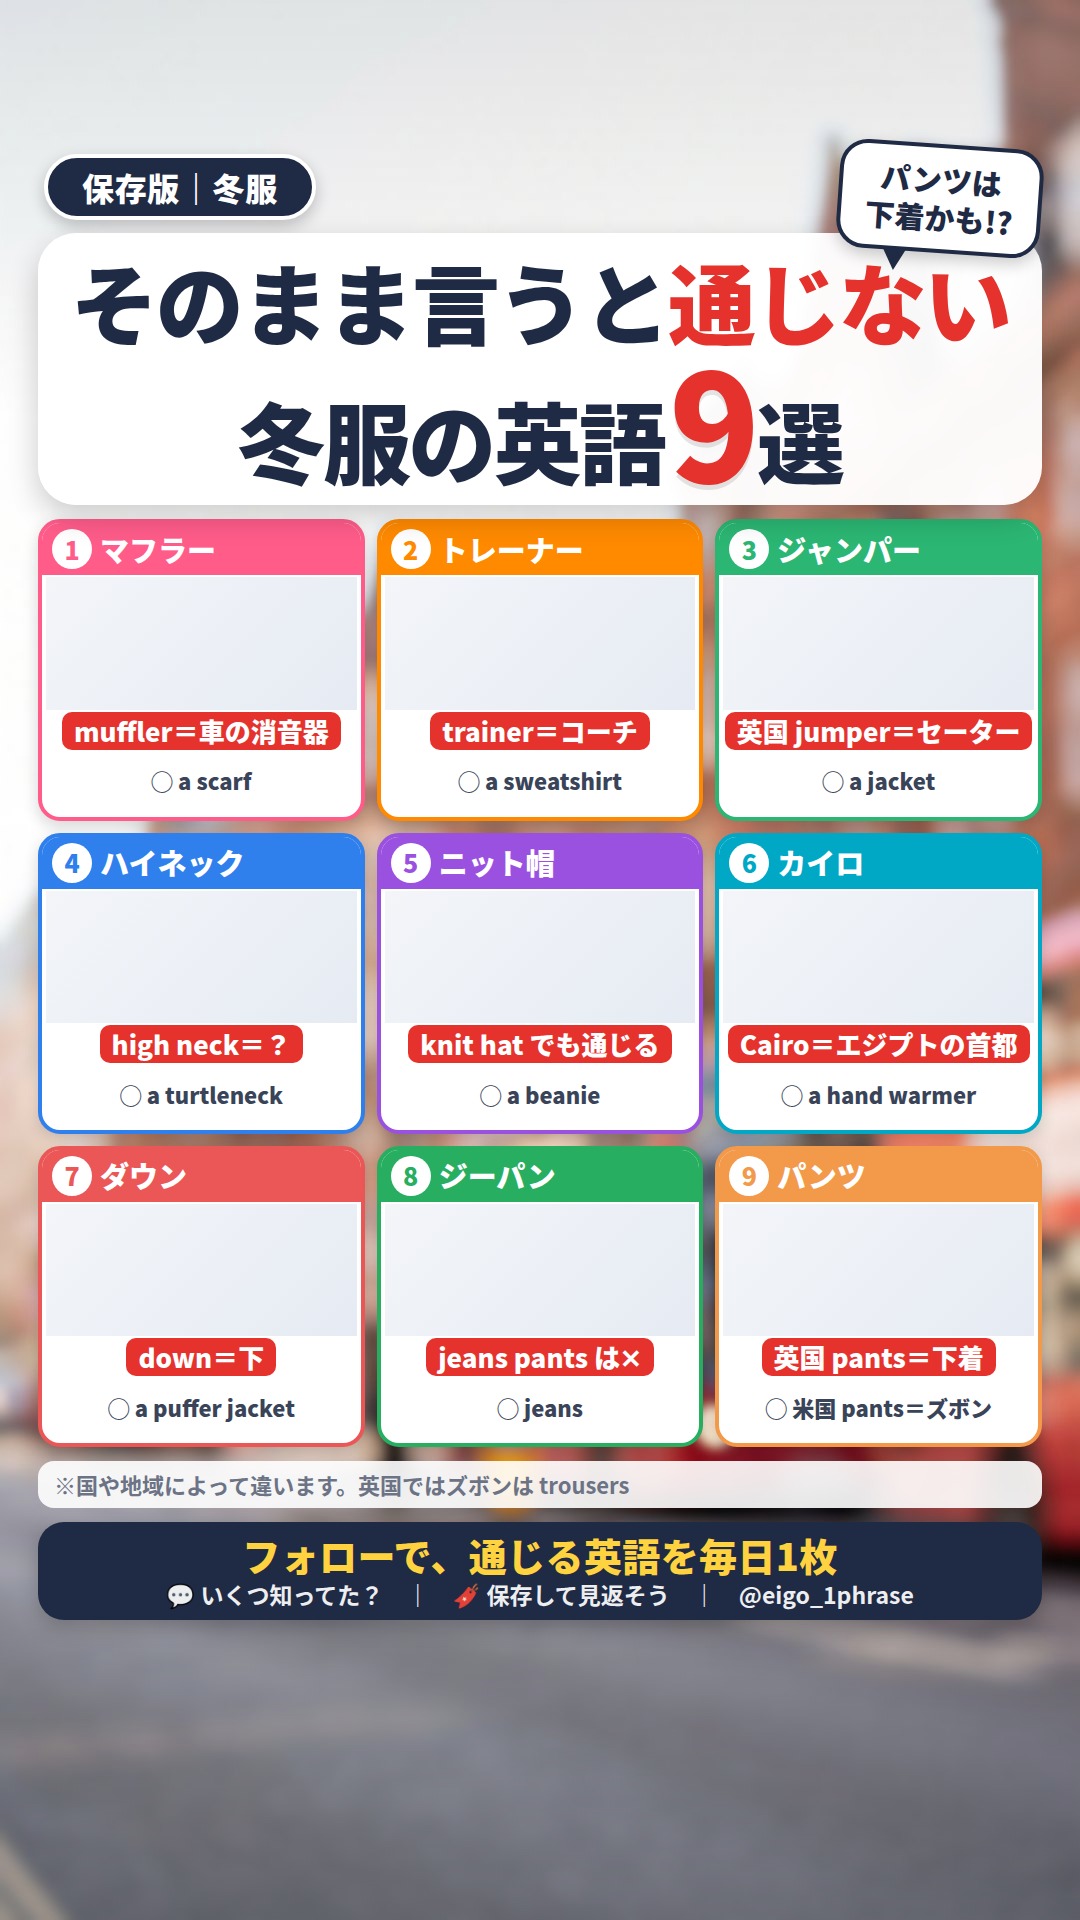 保存版｜冬服
パンツは
下着かも!?
そのまま言うと通じない
冬服の英語9選
1 マフラー
muffler＝車の消音器
◯ a scarf
2 トレーナー
trainer＝コーチ
◯ a sweatshirt
3 ジャンパー
英国 jumper＝セーター
◯ a jacket
4 ハイネック
high neck＝？
◯ a turtleneck
5 ニット帽
knit hat でも通じる
◯ a beanie
6 カイロ
Cairo＝エジプトの首都
◯ a hand warmer
7 ダウン
down＝下
◯ a puffer jacket
8 ジーパン
jeans pants は×
◯ jeans
9 パンツ
英国 pants＝下着
◯ 米国 pants＝ズボン
※国や地域によって違います。英国ではズボンは trousers
フォローで、通じる英語を毎日1枚
💬 いくつ知ってた？ ｜ 🔖 保存して見返そう ｜ @eigo_1phrase